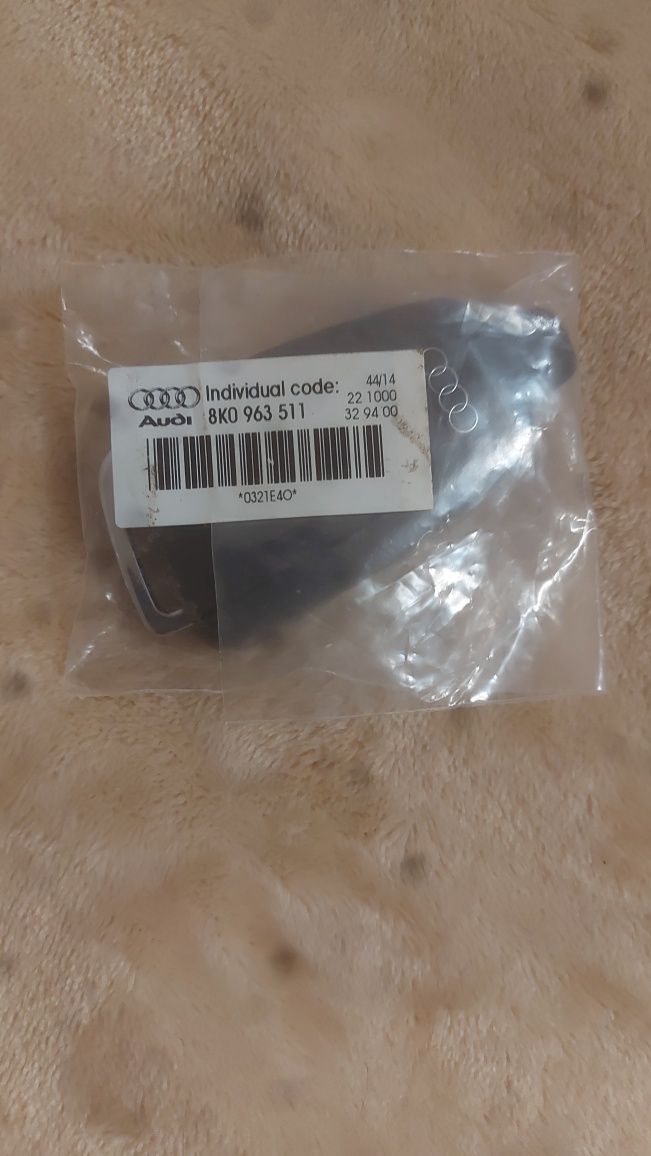 Individual code:
Audi 8K0 963 511
44/14
22 1000
32 94 00
*0321E4O*